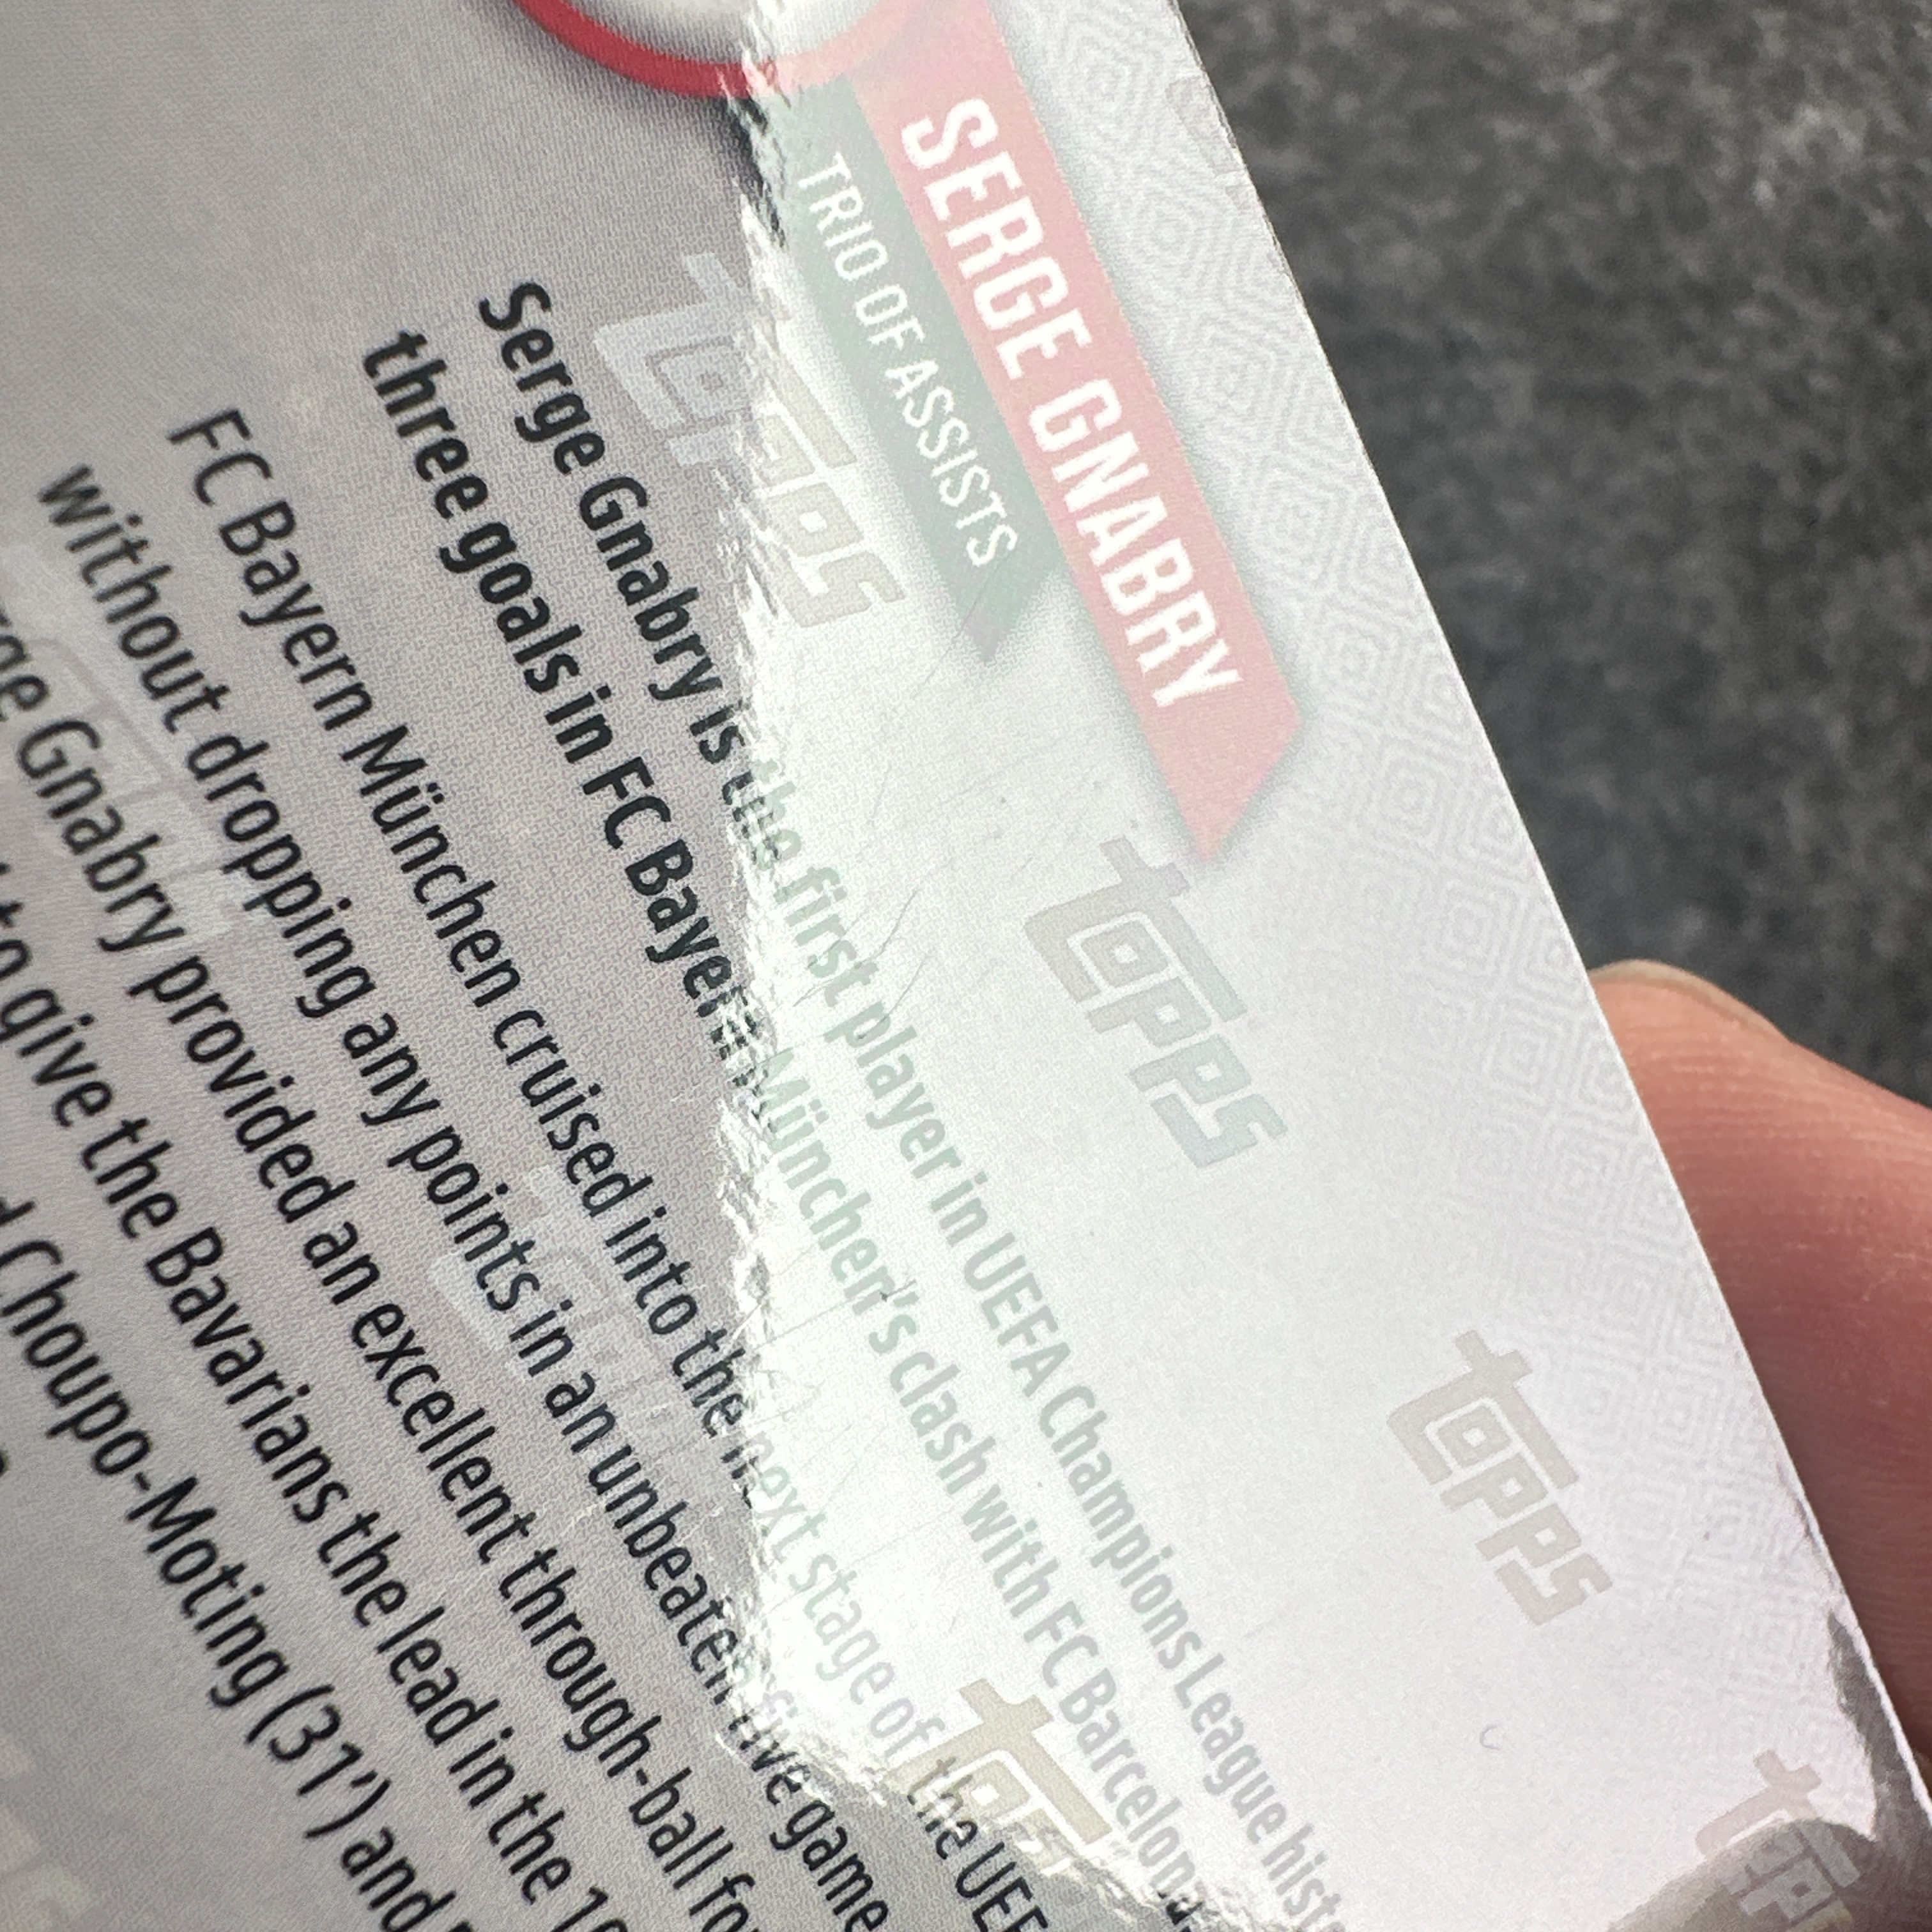 SERGE GNABRY
TRIO OF ASSISTS
Serge Gnabry is the first player in UEFA Champions League
three goals in FC Bayern München's clash with FC Barcelona.
FC Bayern München cruised into the next stage of the
without dropping any points in an unbeaten five game
Gnabry provided an excellent through-ball
to give the Bavarians the lead in the
Choupo-Moting (31') and
topps
topps
topps
topps
topps